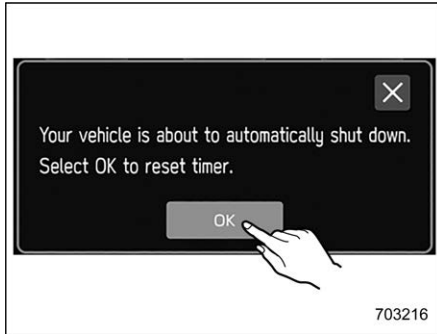 Your vehicle is about to automatically shut down.
Select OK to reset timer.
OK
703216